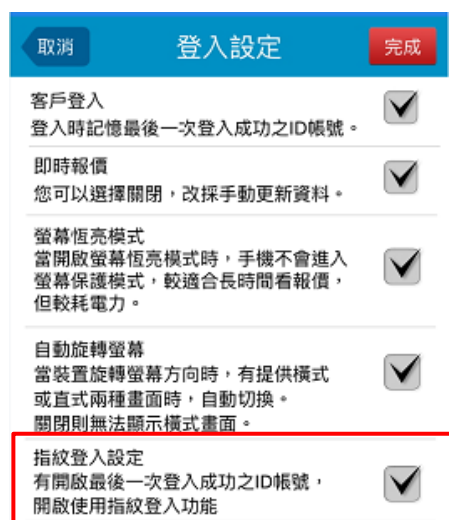 取消
登入設定
完成
客戶登入
登入時記憶最後一次登入成功之ID帳號。
即時報價
您可以選擇關閉，改採手動更新資料。
螢幕恆亮模式
當開啟螢幕恆亮模式時，手機不會進入
螢幕保護模式，較適合長時間看報價，
但較耗電力。
自動旋轉螢幕
當裝置旋轉螢幕方向時，有提供橫式
或直式兩種畫面時，自動切換。
關閉則無法顯示橫式畫面。
指紋登入設定
有開啟最後一次登入成功之ID帳號，
開啟使用指紋登入功能